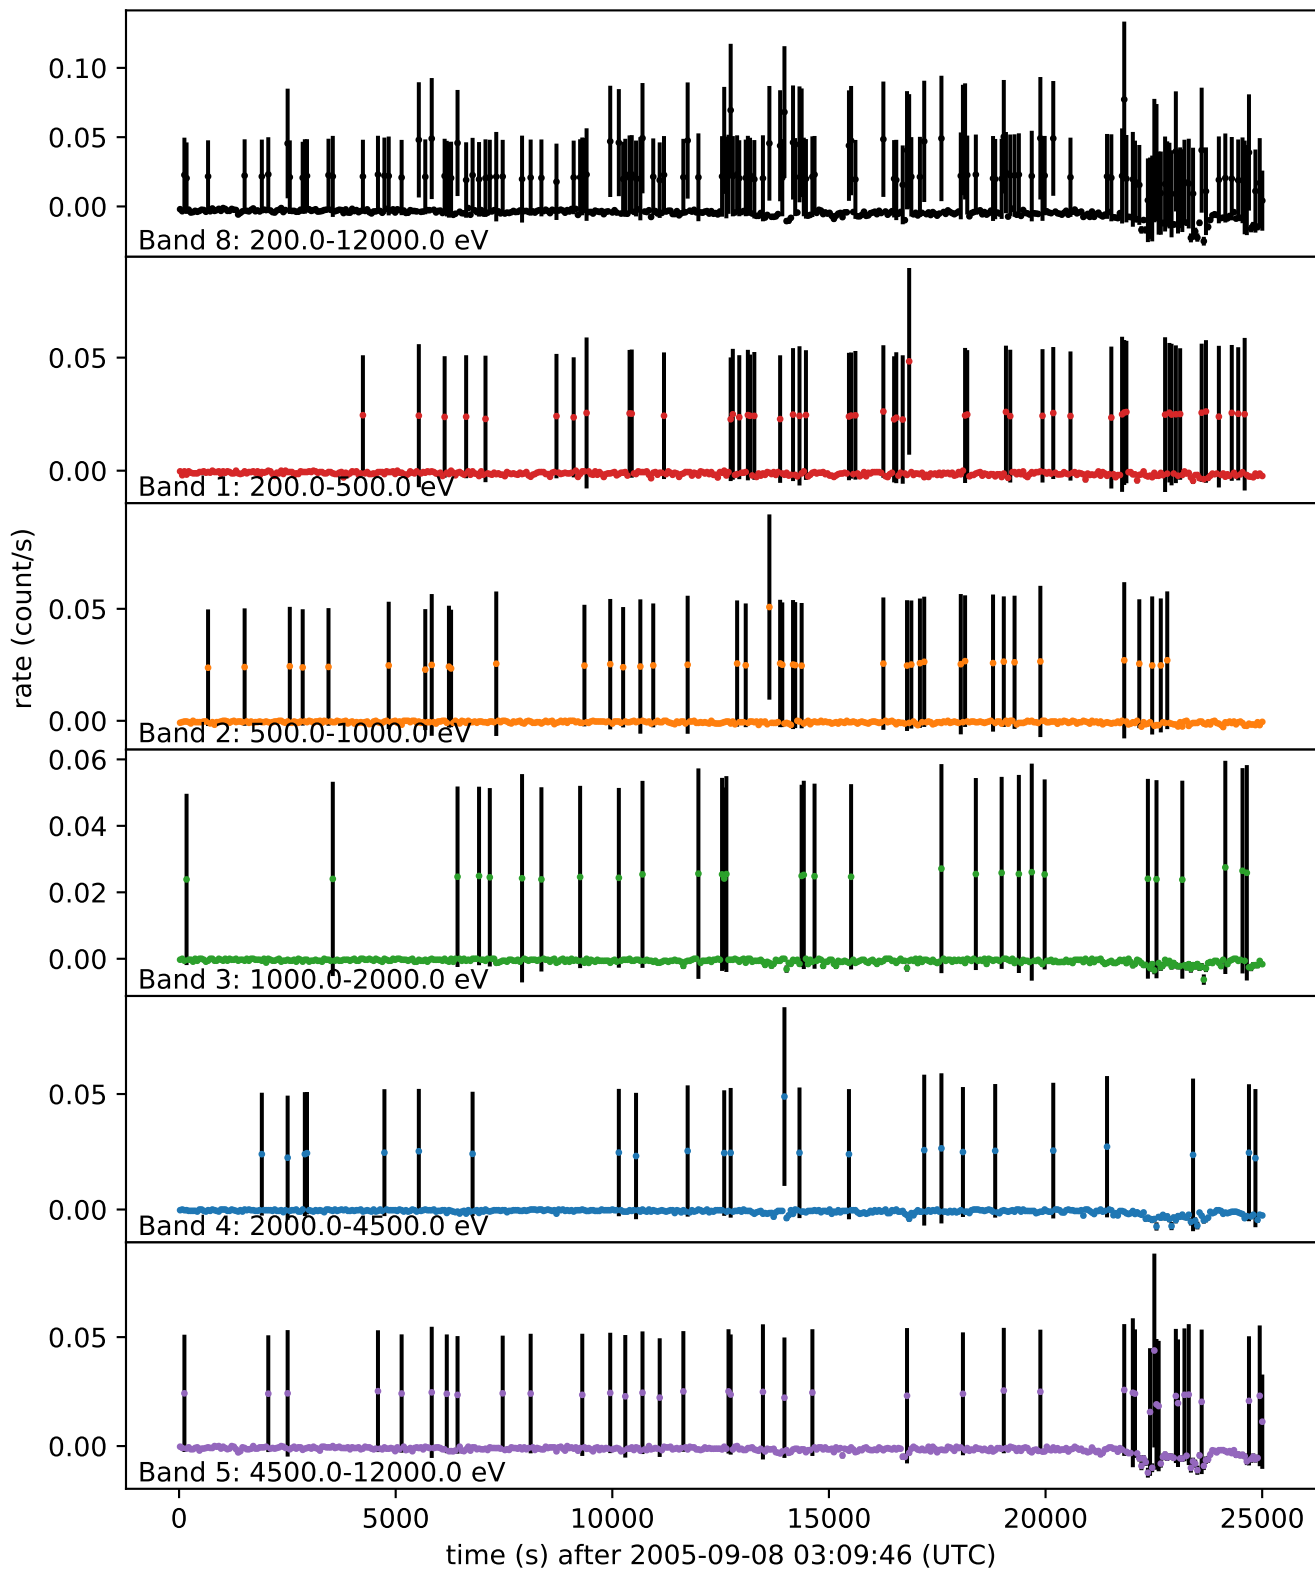 0.10
0.05
0.00
Band 8: 200.0-12000.0 eV
0.05
0.00
Band 1: 200.0-500.0 eV
0.05
0.00
Band 2: 500.0-1000.0 eV
rate (count/s)
0.06
0.04
0.02
0.00
Band 3: 1000.0-2000.0 eV
0.05
0.00
Band 4: 2000.0-4500.0 eV
0.05
0.00
Band 5: 4500.0-12000.0 eV
0 5000 10000 15000 20000 25000
time (s) after 2005-09-08 03:09:46 (UTC)